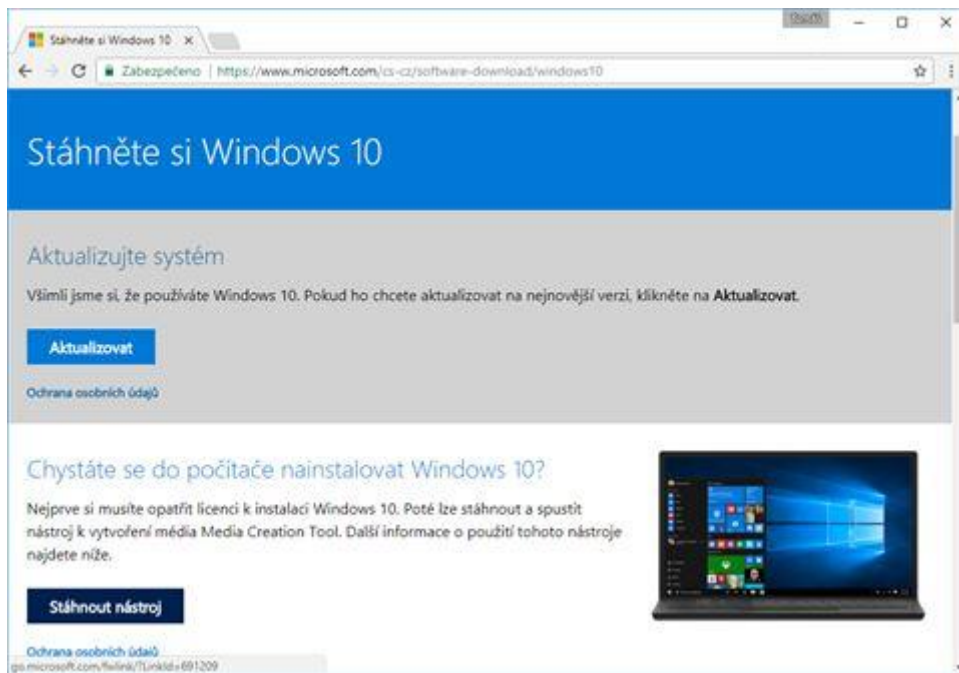 Stáhněte si Windows 10
Zabezpečeno | https://www.microsoft.com/cs-cz/software-download/windows10
Stáhněte si Windows 10
Aktualizujte systém
Všimli jsme si, že používáte Windows 10. Pokud ho chcete aktualizovat na nejnovější verzi, klikněte na Aktualizovat.
Aktualizovat
Ochrana osobních údajů
Chystáte se do počítače nainstalovat Windows 10?
Nejprve si musíte opatřit licenci k instalaci Windows 10. Poté lze stáhnout a spustit
nástroj k vytvoření média Media Creation Tool. Další informace o použití tohoto nástroje
najdete níže.
Stáhnout nástroj
Ochrana osobních údajů
go.microsoft.com/fwlink/?LinkId=691209